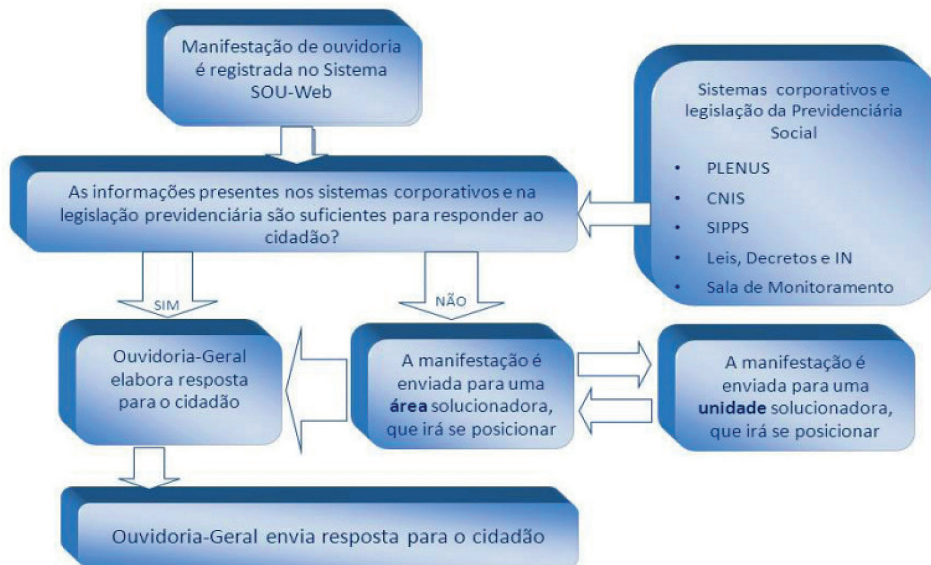 Manifestação de ouvidoria
é registrada no Sistema
SOU-Web
Sistemas corporativos e
legislação da Previdenciária
Social
• PLENUS
• CNIS
• SIPPS
• Leis, Decretos e IN
• Sala de Monitoramento
As informações presentes nos sistemas corporativos e na
legislação previdenciária são suficientes para responder ao
cidadão?
SIM
NÃO
Ouvidoria-Geral
elabora resposta
para o cidadão
A manifestação é
enviada para uma
área solucionadora,
que irá se posicionar
A manifestação é
enviada para uma
unidade solucionadora,
que irá se posicionar
Ouvidoria-Geral envia resposta para o cidadão